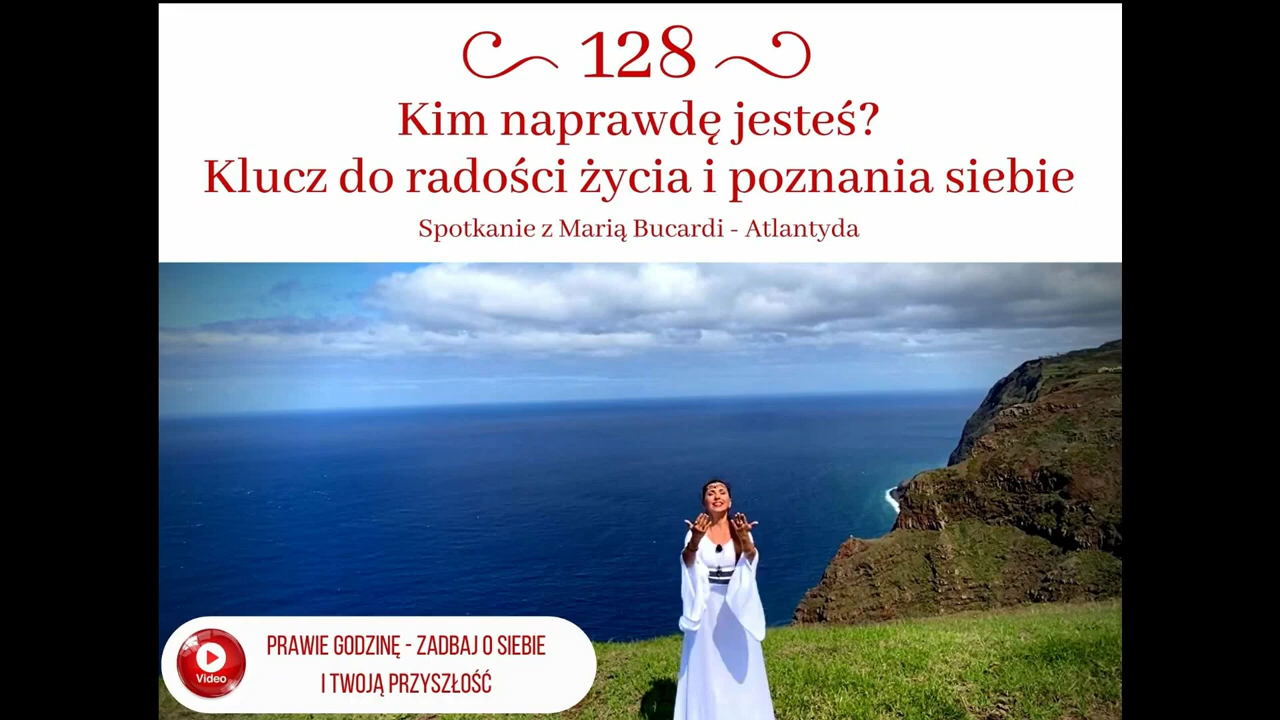 128
Kim naprawdę jesteś?
Klucz do radości życia i poznania siebie
Spotkanie z Marią Bucardi - Atlantyda
Video
PRAWIE GODZINĘ - ZADBAJ O SIEBIE
I TWOJĄ PRZYSZŁOŚĆ